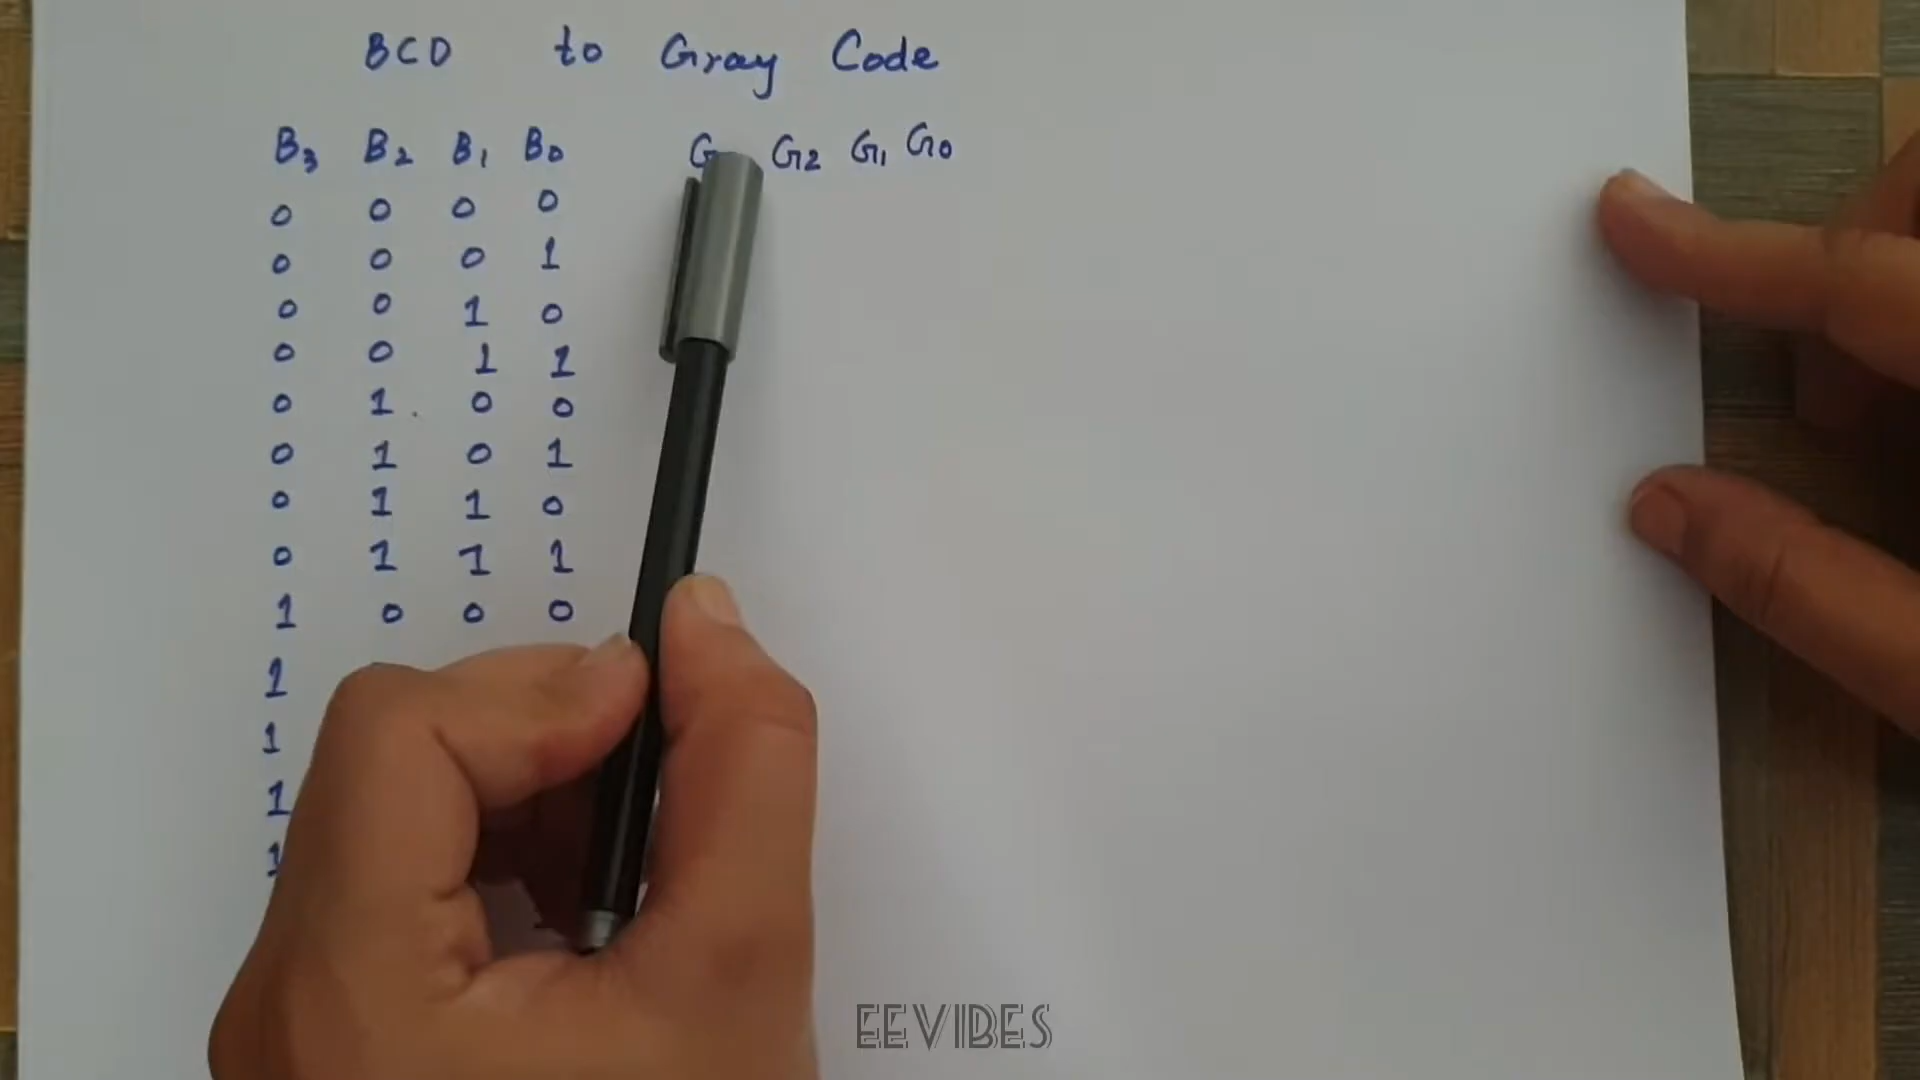 BCD to Gray Code
B3 B2 B1 B0 G G2 G1 G0
0 0 0 0
0 0 0 1
0 0 1 0
0 0 1 1
0 1 0 0
0 1 0 1
0 1 1 0
0 1 1 1
1 0 0 0
1
1
1
1
EEVIBES